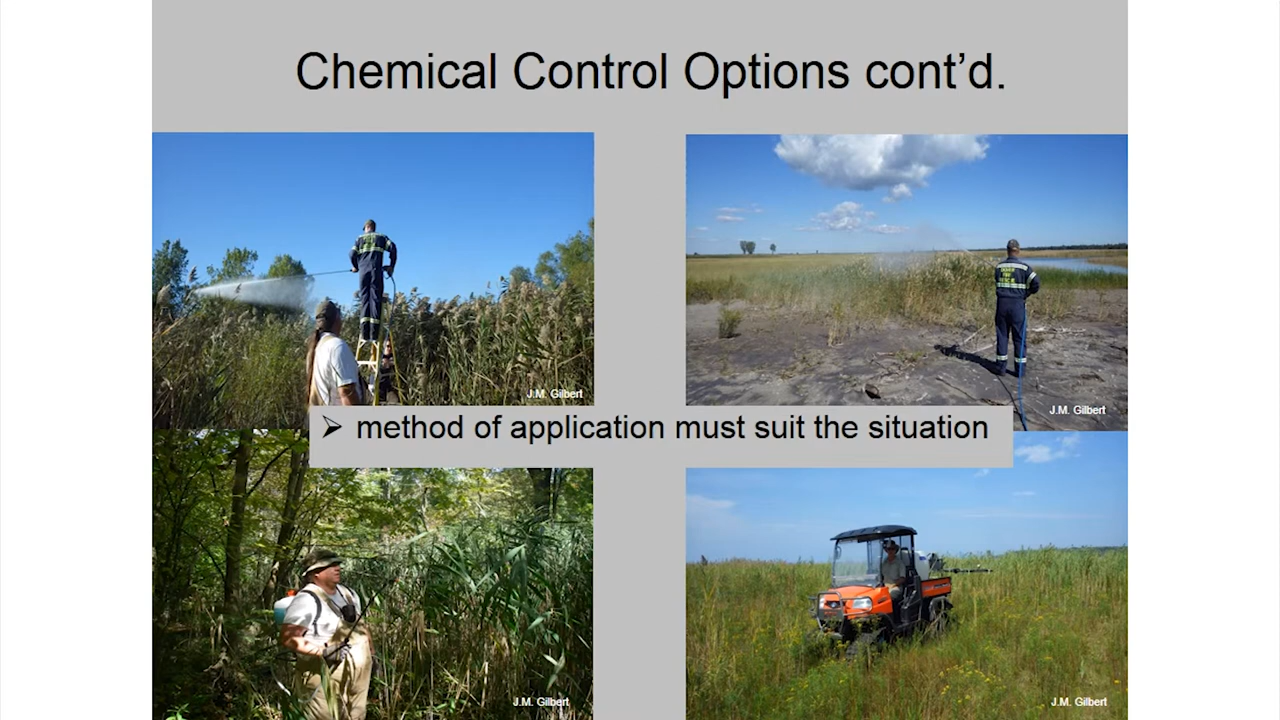 Chemical Control Options cont’d.
J.M. Gilbert
J.M. Gilbert
➢ method of application must suit the situation
J.M. Gilbert
J.M. Gilbert